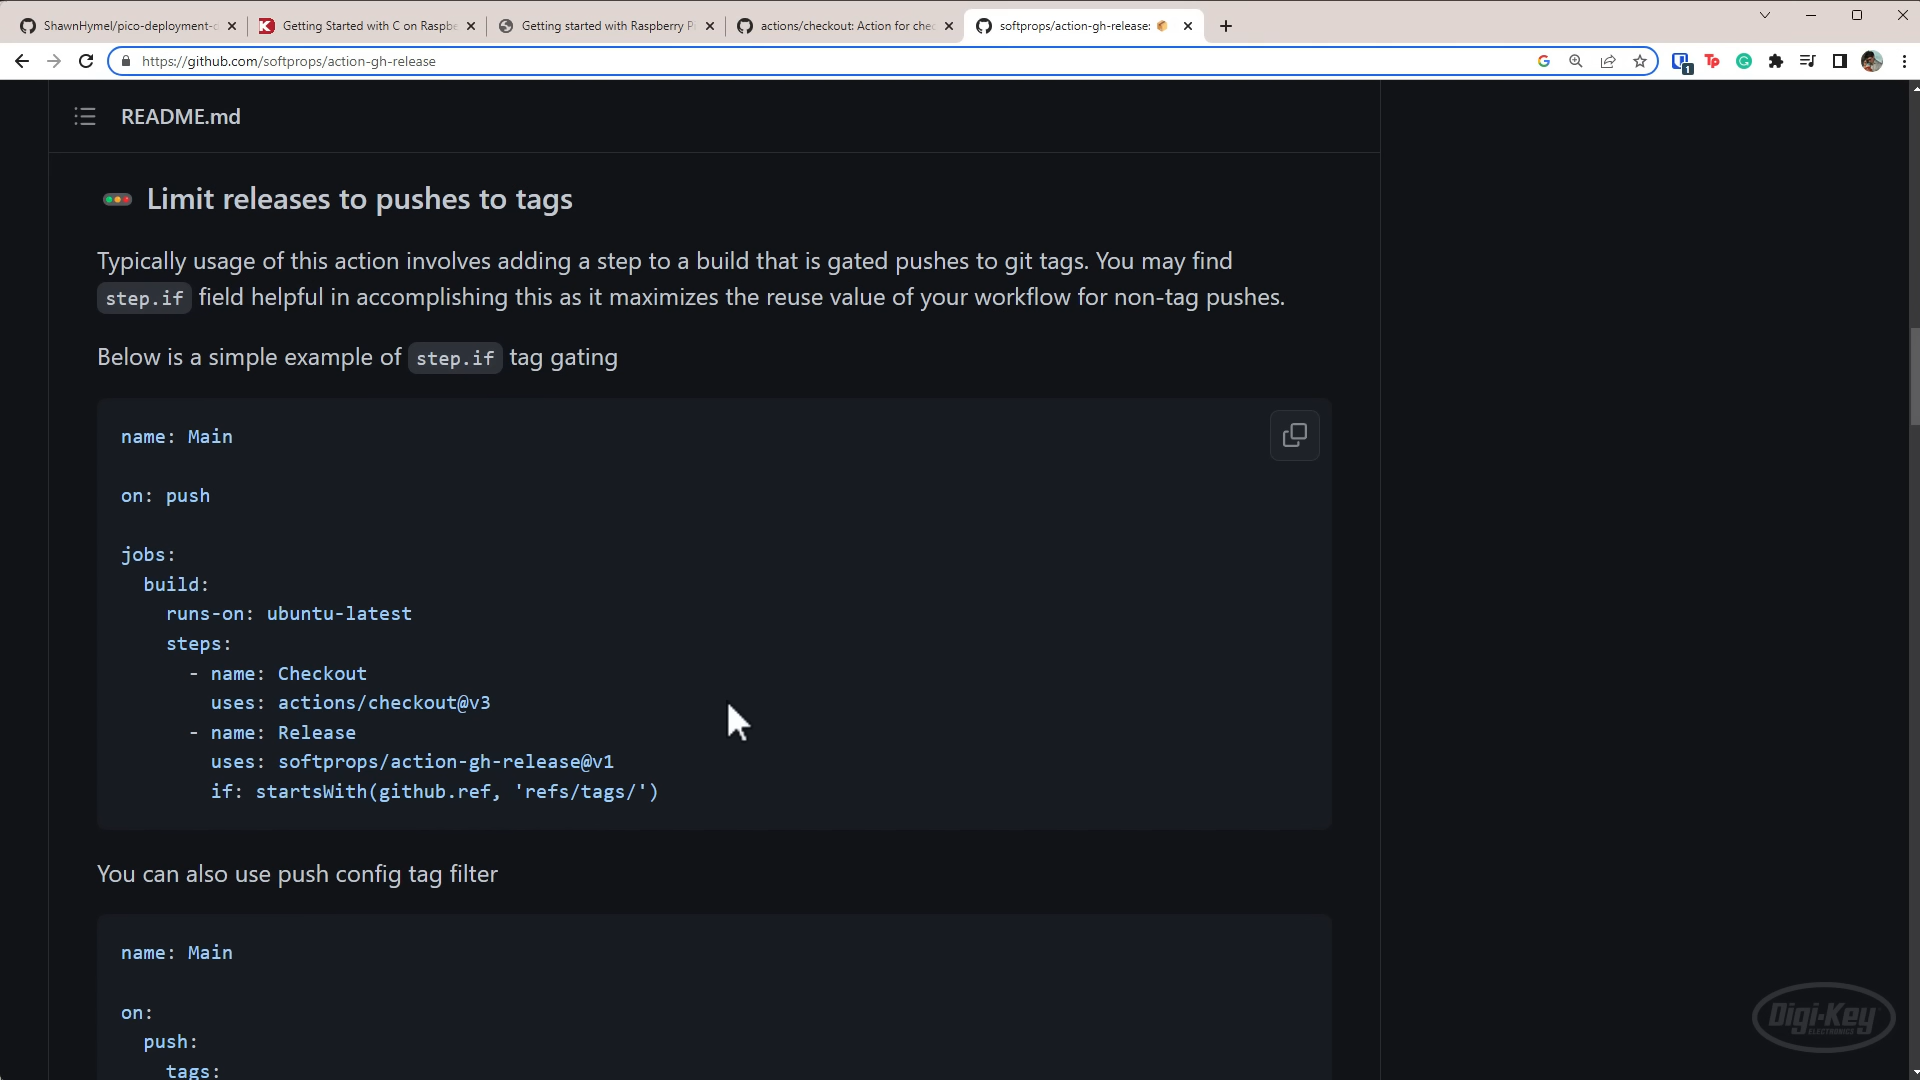 ShawnHymel/pico-deployment-
Getting Started with C on Raspbe
Getting started with Raspberry P
actions/checkout: Action for che
softprops/action-gh-release:
https://github.com/softprops/action-gh-release
1
Tp
README.md
Limit releases to pushes to tags
Typically usage of this action involves adding a step to a build that is gated pushes to git tags. You may find
step.if field helpful in accomplishing this as it maximizes the reuse value of your workflow for non-tag pushes.
Below is a simple example of step.if tag gating
name: Main
on: push
jobs:
build:
runs-on: ubuntu-latest
steps:
- name: Checkout
uses: actions/checkout@v3
- name: Release
uses: softprops/action-gh-release@v1
if: startsWith(github.ref, 'refs/tags/')
You can also use push config tag filter
name: Main
on:
push:
tags:
Digi-Key
ELECTRONICS